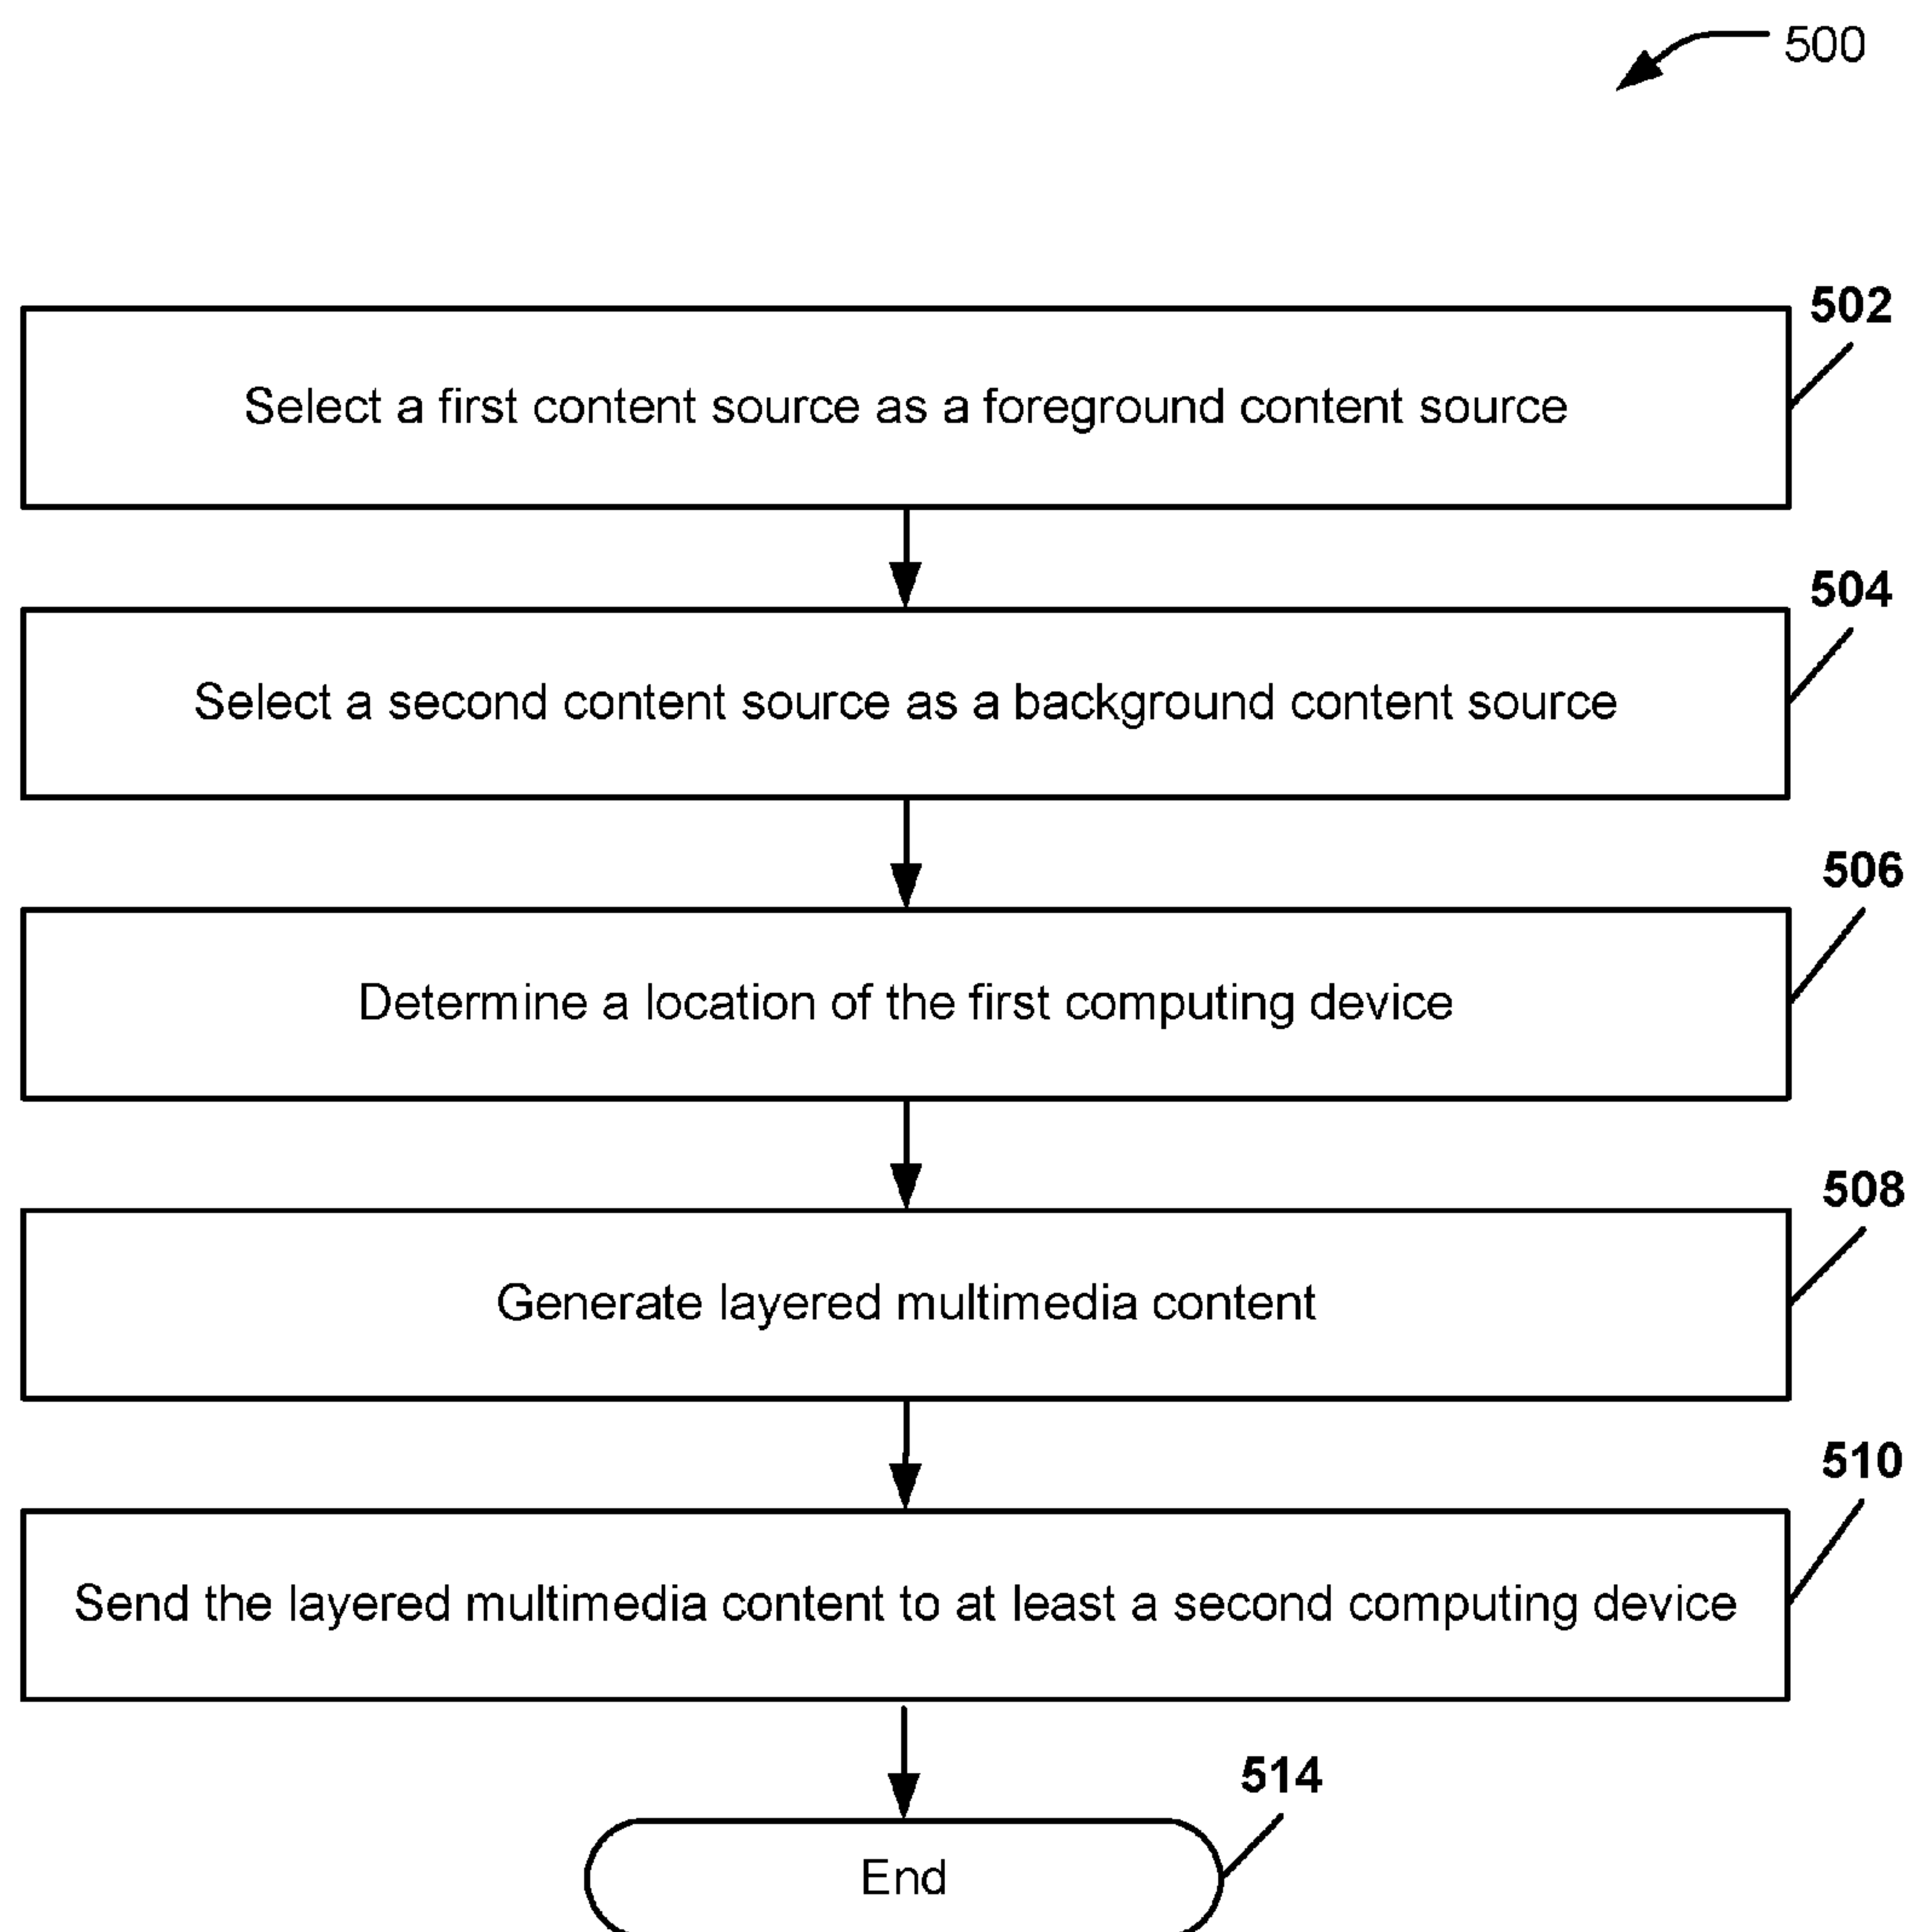 500
502
Select a first content source as a foreground content source
504
Select a second content source as a background content source
506
Determine a location of the first computing device
508
Generate layered multimedia content
510
Send the layered multimedia content to at least a second computing device
514
End